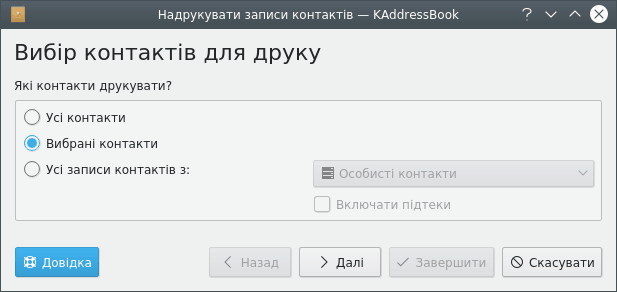 Надрукувати записи контактів — KAddressBook
Вибір контактів для друку
Які контакти друкувати?
Усі контакти
Вибрані контакти
Усі записи контактів з:
Особисті контакти
Включати підтеки
Довідка
Назад
Далі
Завершити
Скасувати